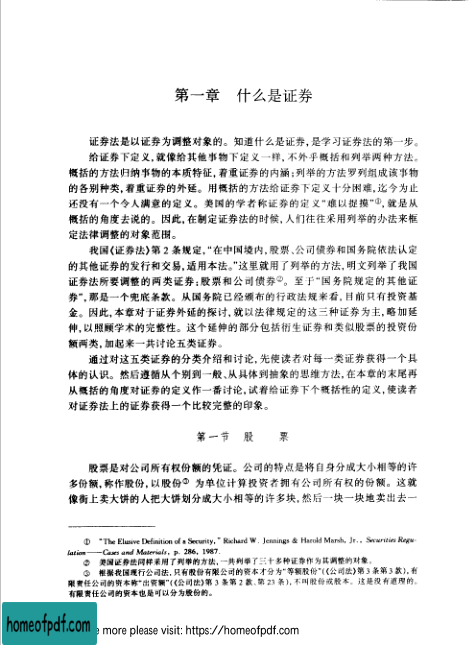 第一章　什么是证券
证券法是以证券为调整对象的。知道什么是证券,是学习证券法的第一步。
给证券下定义,就像给其他事物下定义一样,不外乎概括和列举两种方法。
概括的方法归纳事物的本质特征,着重证券的内涵;列举的方法罗列组成该事物
的各别种类,着重证券的外延。用概括的方法给证券下定义十分困难,迄今为止
还没有一个令人满意的定义。美国的学者称证券的定义“难以捉摸”①,就是从
概括的角度去说的。因此,在制定证券法的时候,人们往往采用列举的办法来框
定法律调整的对象范围。
我国《证券法》第2条规定,“在中国境内,股票、公司债券和国务院依法认定
的其他证券的发行和交易,适用本法。”这里就用了列举的方法,明文列举了我国
证券法所要调整的两类证券:股票和公司债券②。至于“国务院规定的其他证
券”,那是一个兜底条款。从国务院已经颁布的行政法规来看,目前只有投资基
金。因此,本章对于证券外延的探讨,就以法律规定的这三种证券为主,略加延
伸,以照顾学术的完整性。这个延伸的部分包括衍生证券和类似股票的投资份
额两类,加起来一共讨论五类证券。
通过对这五类证券的分类介绍和讨论,先使读者对每一类证券获得一个具
体的认识。然后遵循从个别到一般、从具体到抽象的思维方法,在本章的末尾再
从概括的角度对证券的定义作一番讨论,试着给证券下个概括性的定义,使读者
对证券法上的证券获得一个比较完整的印象。
第一节　股　　票
股票是对公司所有权份额的凭证。公司的特点是将自身分成大小相等的许
多份额,称作股份,以股份③ 为单位计算投资者拥有公司所有权的份额。这就
像街上卖大饼的人把大饼划分成大小相等的许多块,然后一块一块地卖出去一
① “The Elusive Definition of a Security,” Richard W. Jennings & Harold Marsh, Jr., Securities Regu-
lation——Cases and Materials, p. 286, 1987.
② 美国证券法同样采用了列举的方法,一共列举了三十多种证券作为其调整的对象。
③ 根据我国现行公司法,只有股份有限公司的资本才分为“等额股份”(《公司法》第3条第3款),有
限责任公司的资本称“出资额”(《公司法》第3条第2款、第23条),不叫股份或股本。这是没有道理的。
有限责任公司的资本也是可以分为股份的。
homeofpdf.com
e more please visit: https://homeofpdf.com